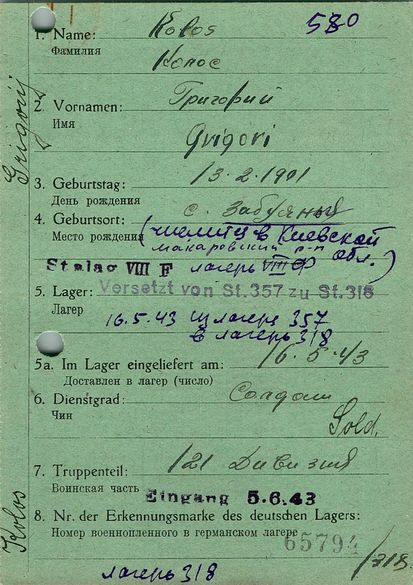 580
1. Name: Kolos
Фамилия
Колос
2. Vornamen: Григорий
Имя
Grigori
13.2.1901
3. Geburtstag:
День рождения
с. Забуянье
4. Geburtsort: (числится в Киевской
Место рождения макаровский р-н обл.)
Stalag VIII F лагерь VIII Ф
5. Lager: Versetzt von St.357 zu St.318
Лагерь
16.5.43 из лагеря 357
в лагерь 318
5a. Im Lager eingeliefert am: 16.5.43
Доставлен в лагерь (число)
6. Dienstgrad: Солдат
Чин
Sold.
7. Truppenteil: 121 Дивизия
Воинская часть Eingang 5.6.43
8. Nr. der Erkennungsmarke des deutschen Lagers:
Номер военнопленного в германском лагере 65794
/318
лагерь 318
Grigorij
Kolos